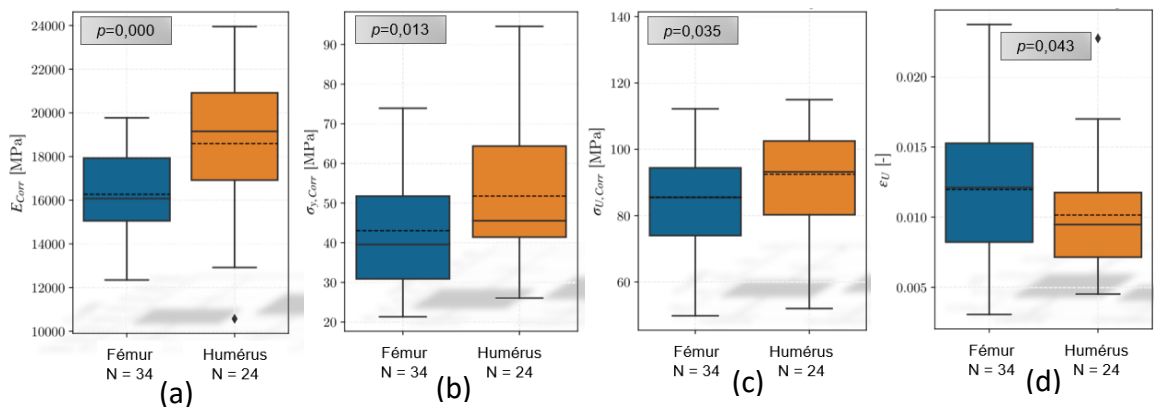 p=0,000
24000
22000
20000
18000
16000
14000
12000
10000
E_Corr [MPa]
Fémur
N = 34
Humérus
N = 24
(a)
p=0,013
90
80
70
60
50
40
30
20
σ_y,Corr [MPa]
Fémur
N = 34
Humérus
N = 24
(b)
p=0,035
140
120
100
80
60
σ_U,Corr [MPa]
Fémur
N = 34
Humérus
N = 24
(c)
p=0,043
0.020
0.015
0.010
0.005
ε_U [-]
Fémur
N = 34
Humérus
N = 24
(d)